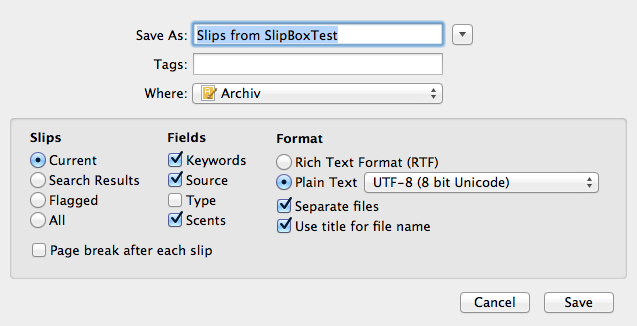 Save As: Slips from SlipBoxTest
Tags:
Where: Archiv
Slips Fields Format
Current Keywords Rich Text Format (RTF)
Search Results Source Plain Text UTF-8 (8 bit Unicode)
Flagged Type Separate files
All Scents Use title for file name
Page break after each slip
Cancel Save